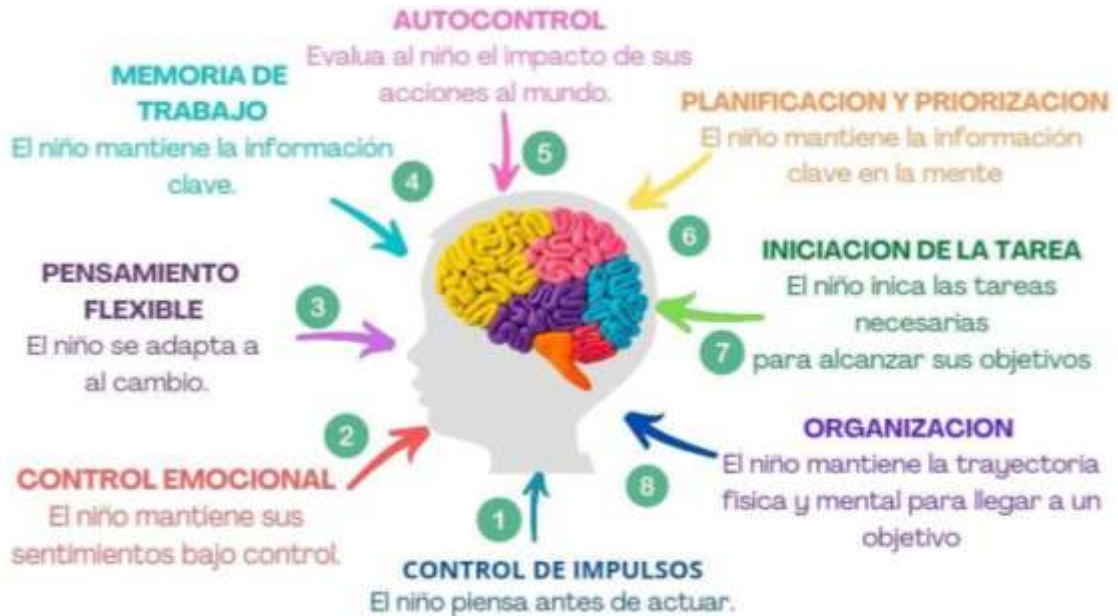 AUTOCONTROL
Evalua al niño el impacto de sus
acciones al mundo.
MEMORIA DE
TRABAJO
El niño mantiene la información
clave.
PLANIFICACION Y PRIORIZACION
El niño mantiene la información
clave en la mente
5
4
6
PENSAMIENTO
FLEXIBLE
El niño se adapta a
al cambio.
3
INICIACION DE LA TAREA
El niño inica las tareas
necesarias
para alcanzar sus objetivos
7
2
CONTROL EMOCIONAL
El niño mantiene sus
sentimientos bajo control.
ORGANIZACION
El niño mantiene la trayectoria
física y mental para llegar a un
objetivo
8
1
CONTROL DE IMPULSOS
El niño piensa antes de actuar.